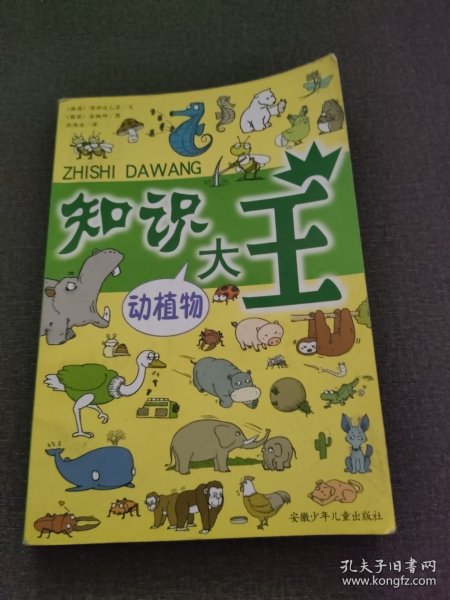 ZHISHI DAWANG
知识大王
动植物
安徽少年儿童出版社
孔夫子旧书网
www.kongfz.com